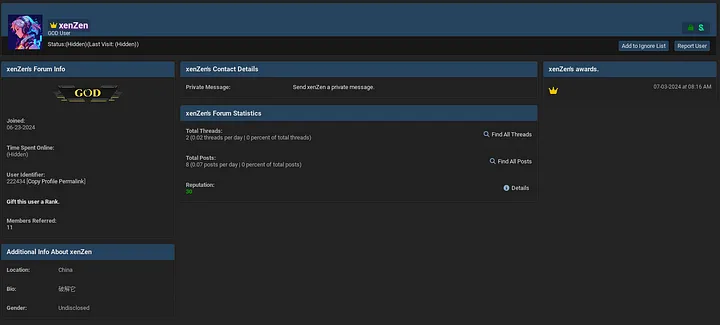 xenZen
GOD User
Status:(Hidden)(Last Visit: (Hidden))
Add to Ignore List
Report User
xenZen's Forum Info
GOD
Joined:
06-23-2024
Time Spent Online:
(Hidden)
User Identifier:
222434 [Copy Profile Permalink]
Gift this user a Rank.
Members Referred:
11
Additional Info About xenZen
Location: China
Bio: 破解它
Gender: Undisclosed
xenZen's Contact Details
Private Message: Send xenZen a private message.
xenZen's Forum Statistics
Total Threads:
2 (0.02 threads per day | 0 percent of total threads)
Find All Threads
Total Posts:
8 (0.07 posts per day | 0 percent of total posts)
Find All Posts
Reputation:
30
Details
xenZen's awards.
07-03-2024 at 08:16 AM